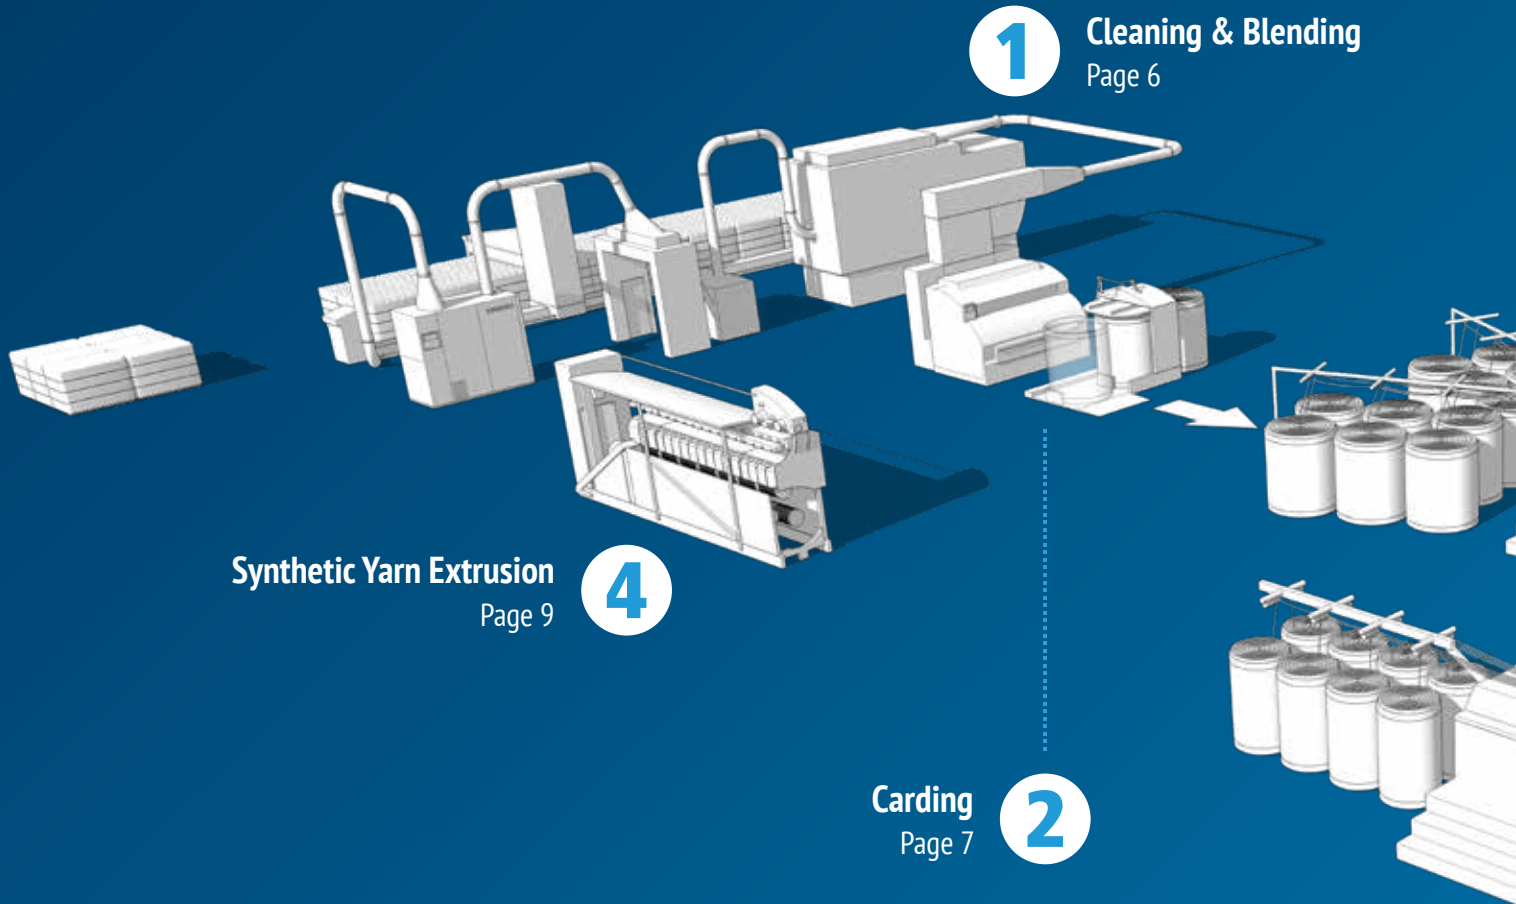 1
Cleaning & Blending
Page 6
Synthetic Yarn Extrusion
Page 9
4
Carding
Page 7
2